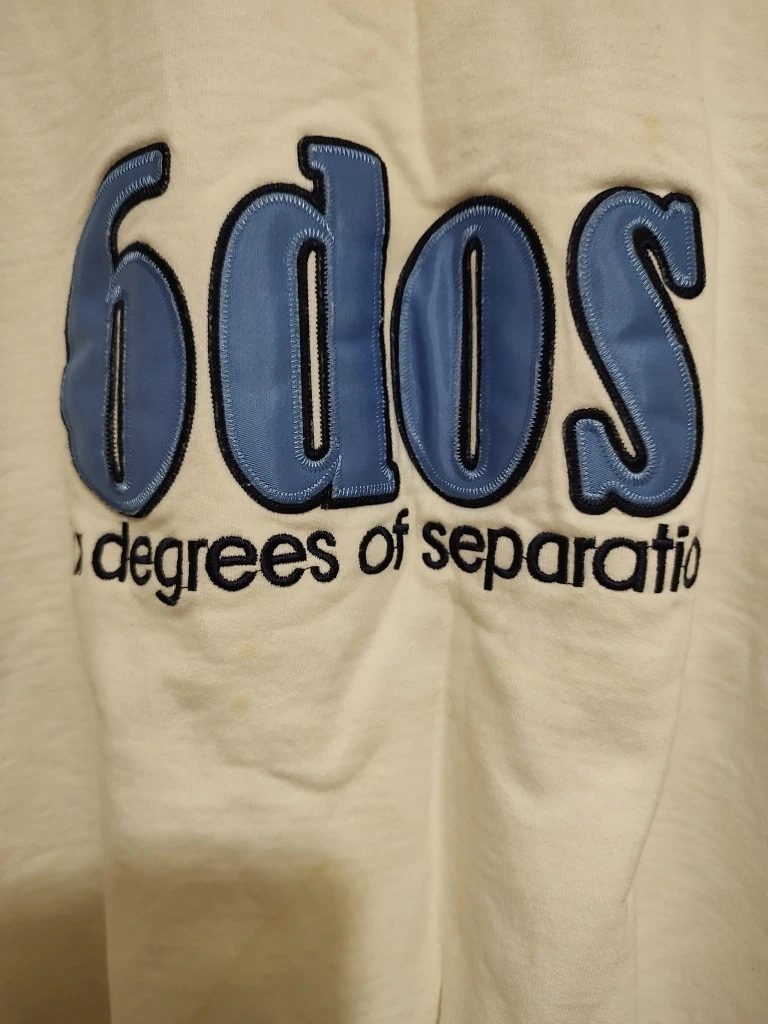 6dos
degrees of separatio